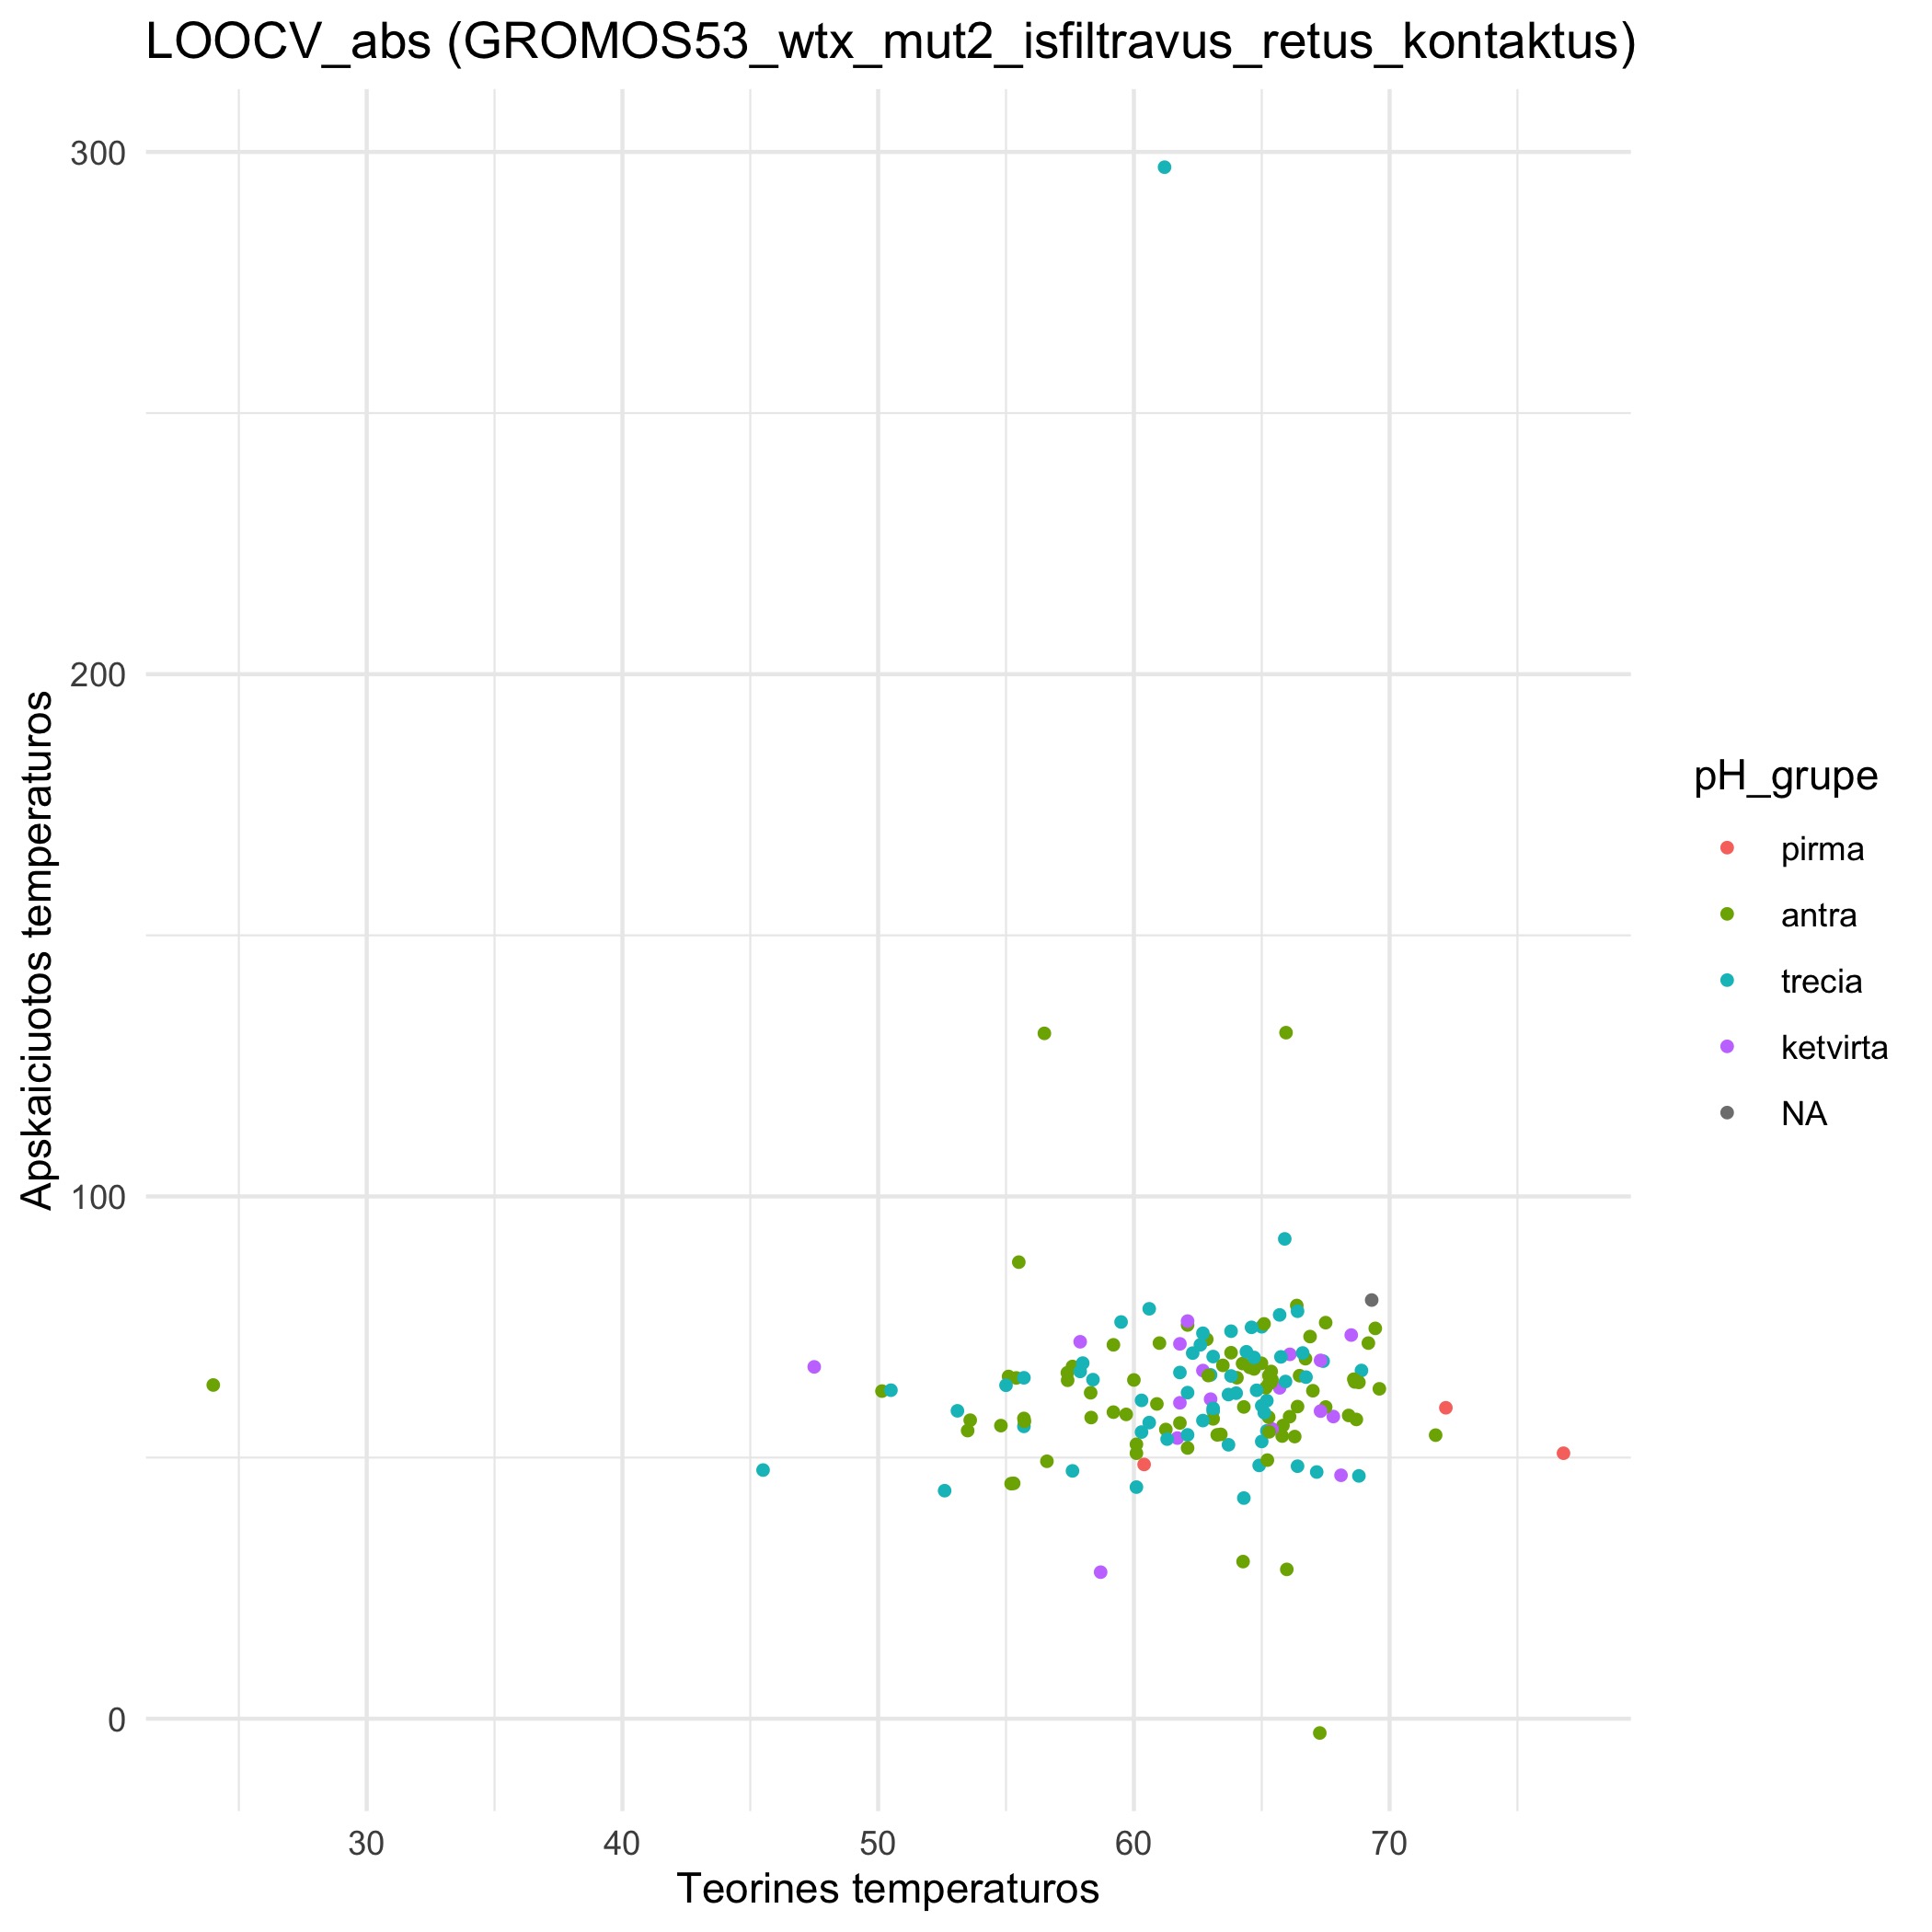 LOOCV_abs (GROMOS53_wtx_mut2_isfiltravus_retus_kontaktus)
300
200
100
0
Apskaiciuotos temperaturos
30 40 50 60 70
Teorines temperaturos
pH_grupe
pirma
antra
trecia
ketvirta
NA